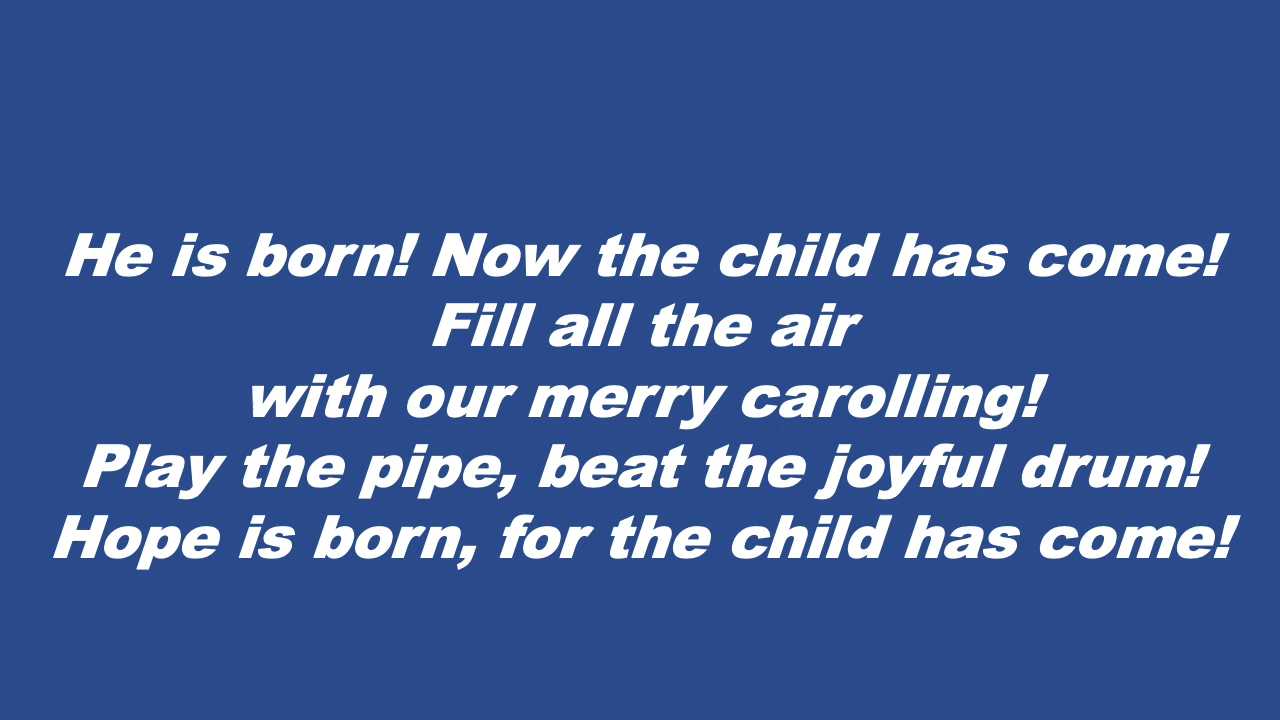 He is born! Now the child has come!
Fill all the air
with our merry carolling!
Play the pipe, beat the joyful drum!
Hope is born, for the child has come!